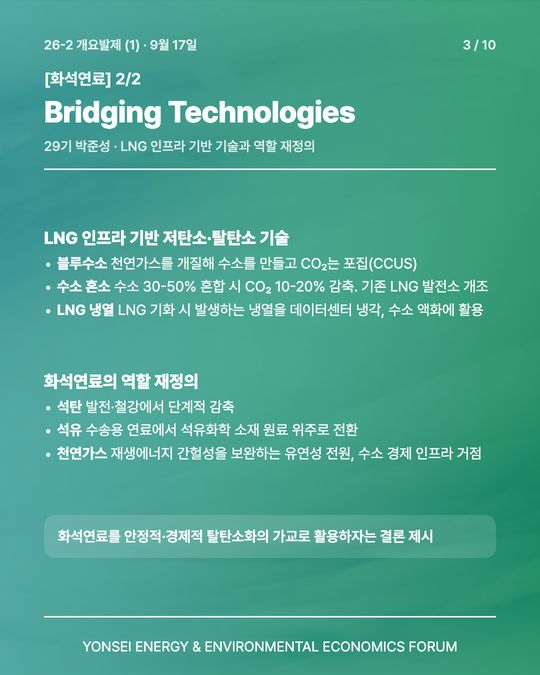 26-2 개요발제 (1) · 9월 17일
3 / 10
[화석연료] 2/2
Bridging Technologies
29기 박준성 · LNG 인프라 기반 기술과 역할 재정의
LNG 인프라 기반 저탄소·탈탄소 기술
• 블루수소 천연가스를 개질해 수소를 만들고 CO₂는 포집(CCUS)
• 수소 혼소 수소 30-50% 혼합 시 CO₂ 10-20% 감축. 기존 LNG 발전소 개조
• LNG 냉열 LNG 기화 시 발생하는 냉열을 데이터센터 냉각, 수소 액화에 활용
화석연료의 역할 재정의
• 석탄 발전·철강에서 단계적 감축
• 석유 수송용 연료에서 석유화학 소재 원료 위주로 전환
• 천연가스 재생에너지 간헐성을 보완하는 유연성 전원, 수소 경제 인프라 거점
화석연료를 안정적·경제적 탈탄소화의 가교로 활용하자는 결론 제시
YONSEI ENERGY & ENVIRONMENTAL ECONOMICS FORUM